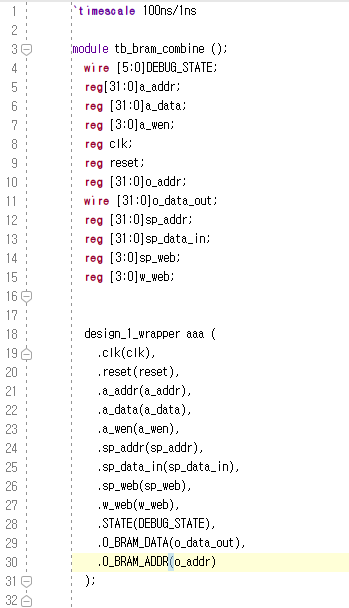 1 `timescale 100ns/1ns
2
3 module tb_bram_combine ();
4 wire [5:0]DEBUG_STATE;
5 reg[31:0]a_addr;
6 reg [31:0]a_data;
7 reg [3:0]a_wen;
8 reg clk;
9 reg reset;
10 reg [31:0]o_addr;
11 wire [31:0]o_data_out;
12 reg [31:0]sp_addr;
13 reg [31:0]sp_data_in;
14 reg [3:0]sp_web;
15 reg [3:0]w_web;
16
17
18 design_1_wrapper aaa (
19 .clk(clk),
20 .reset(reset),
21 .a_addr(a_addr),
22 .a_data(a_data),
23 .a_wen(a_wen),
24 .sp_addr(sp_addr),
25 .sp_data_in(sp_data_in),
26 .sp_web(sp_web),
27 .w_web(w_web),
28 .STATE(DEBUG_STATE),
29 .O_BRAM_DATA(o_data_out),
30 .O_BRAM_ADDR(o_addr)
31 );
32